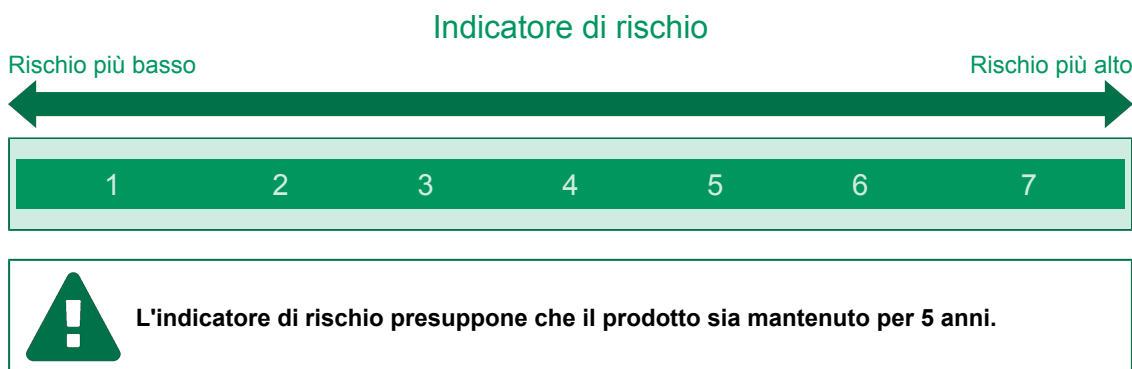 Indicatore di rischio
Rischio più basso Rischio più alto
1 2 3 4 5 6 7
L'indicatore di rischio presuppone che il prodotto sia mantenuto per 5 anni.